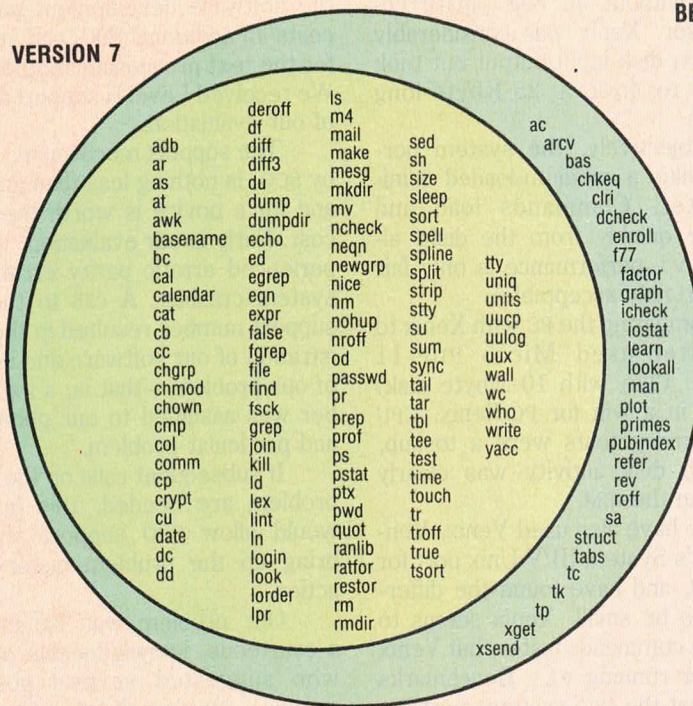 BE
VERSION 7
adb
ar
as
at
awk
basename
bc
cal
calendar
cat
cb
cc
chgrp
chmod
chown
cmp
col
comm
cp
crypt
cu
date
dc
dd
deroff
df
diff
diff3
du
dump
dumpdir
echo
ed
egrep
eqn
expr
false
fgrep
file
find
fsck
grep
join
kill
ld
lex
lint
ln
login
look
lorder
lpr
ls
m4
mail
make
mesg
mkdir
mv
ncheck
neqn
newgrp
nice
nm
nohup
nroff
od
passwd
pr
prep
prof
ps
pstat
ptx
pwd
quot
ranlib
ratfor
restor
rm
rmdir
sed
sh
size
sleep
sort
spell
spline
split
strip
stty
su
sum
sync
tail
tar
tbl
tee
test
time
touch
tr
troff
true
tsort
tty
uniq
units
uucp
uulog
uux
wall
wc
who
write
yacc
ac
arcv
bas
chkeq
clri
dcheck
enroll
f77
factor
graph
icheck
iostat
learn
lookall
man
plot
primes
pubindex
refer
rev
roff
sa
struct
tabs
tc
tk
tp
xget
xsend